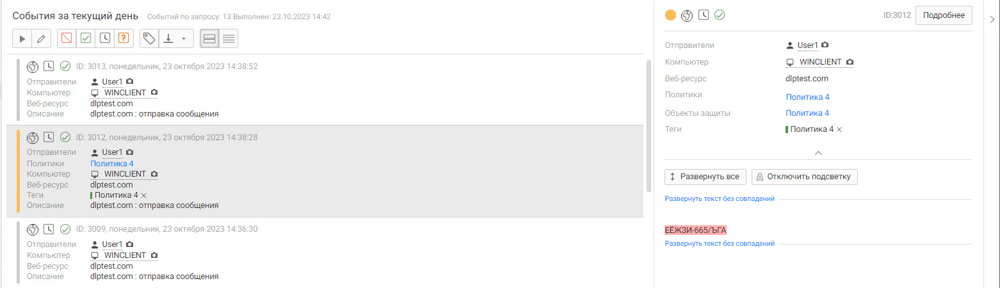 События за текущий день
События по запросу: 13 Выполнен: 23.10.2023 14:42
ID: 3013, понедельник, 23 октября 2023 14:38:52
Отправители User1
Компьютер WINCLIENT
Веб-ресурс dlptest.com
Описание dlptest.com : отправка сообщения
ID: 3012, понедельник, 23 октября 2023 14:38:28
Отправители User1
Политики Политика 4
Компьютер WINCLIENT
Веб-ресурс dlptest.com
Теги Политика 4 ×
Описание dlptest.com : отправка сообщения
ID: 3009, понедельник, 23 октября 2023 14:36:30
Отправители User1
Компьютер WINCLIENT
Веб-ресурс dlptest.com
Описание dlptest.com : отправка сообщения
ID:3012 Подробнее
Отправители User1
Компьютер WINCLIENT
Веб-ресурс dlptest.com
Политики Политика 4
Объекты защиты Политика 4
Теги Политика 4 ×
Развернуть все Отключить подсветку
Развернуть текст без совпадений
ЕЁЖЗИ-665/ЪГА
Развернуть текст без совпадений